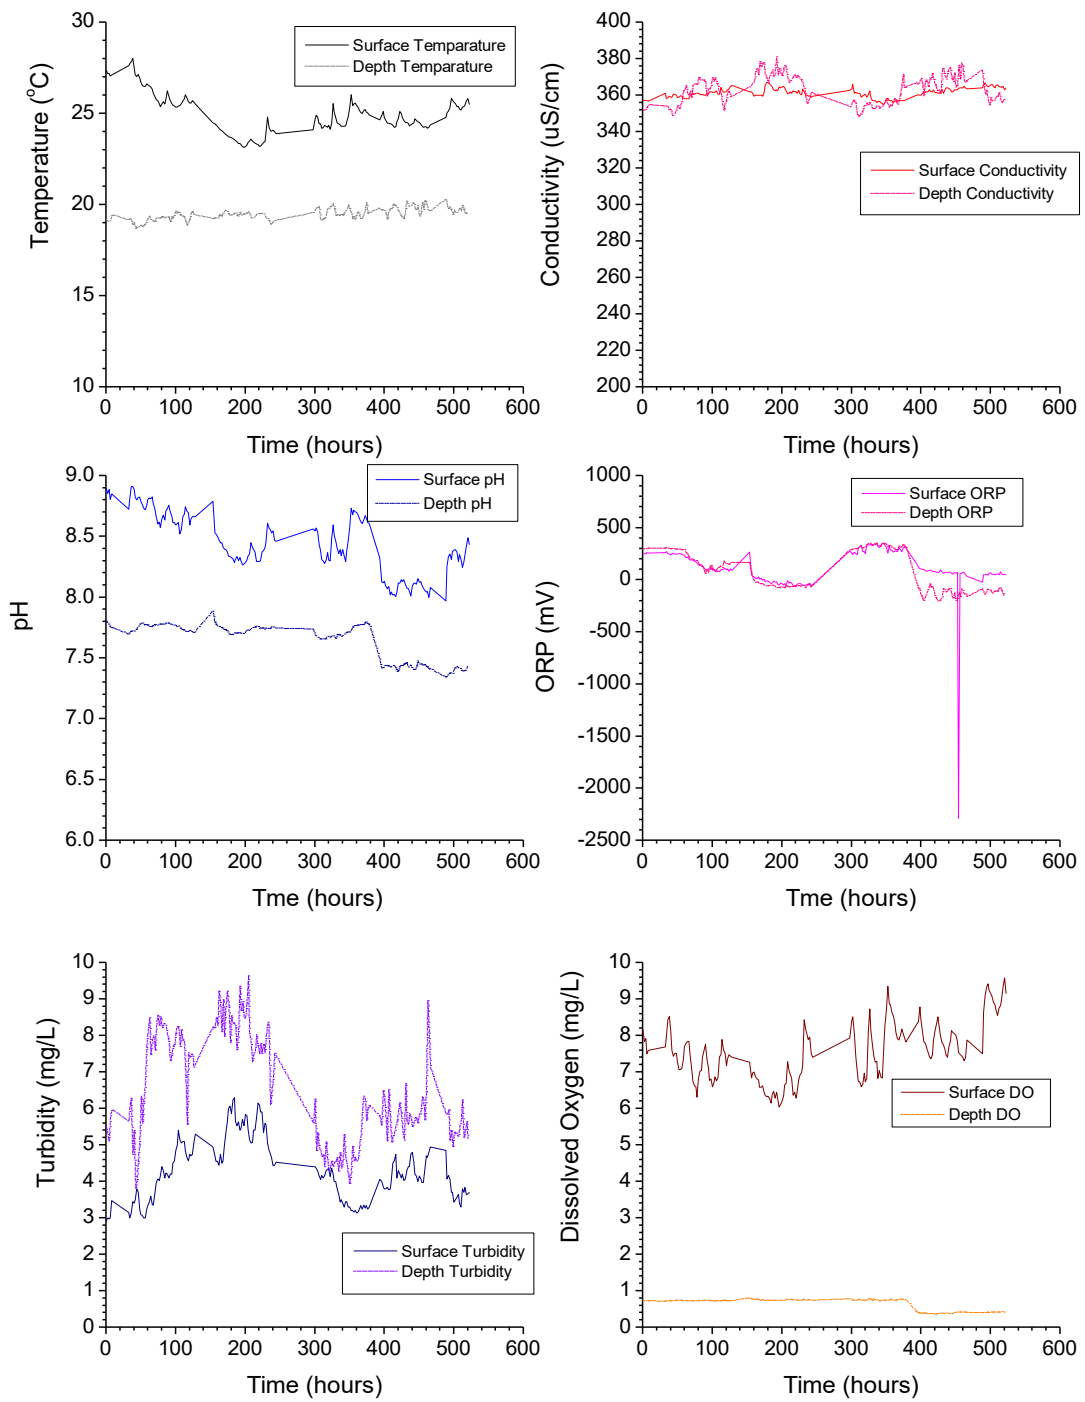 Temperature (°C)
30
25
20
15
10
Surface Temparature
Depth Temparature
0 100 200 300 400 500 600
Time (hours)
Conductivity (uS/cm)
400
380
360
340
320
300
280
260
240
220
200
Surface Conductivity
Depth Conductivity
0 100 200 300 400 500 600
Time (hours)
pH
9.0
8.5
8.0
7.5
7.0
6.5
6.0
Surface pH
Depth pH
0 100 200 300 400 500 600
Tme (hours)
ORP (mV)
1000
500
0
-500
-1000
-1500
-2000
-2500
Surface ORP
Depth ORP
0 100 200 300 400 500 600
Tme (hours)
Turbidity (mg/L)
10
9
8
7
6
5
4
3
2
1
0
Surface Turbidity
Depth Turbidity
0 100 200 300 400 500 600
Time (hours)
Dissolved Oxygen (mg/L)
10
9
8
7
6
5
4
3
2
1
0
Surface DO
Depth DO
0 100 200 300 400 500 600
Time (hours)